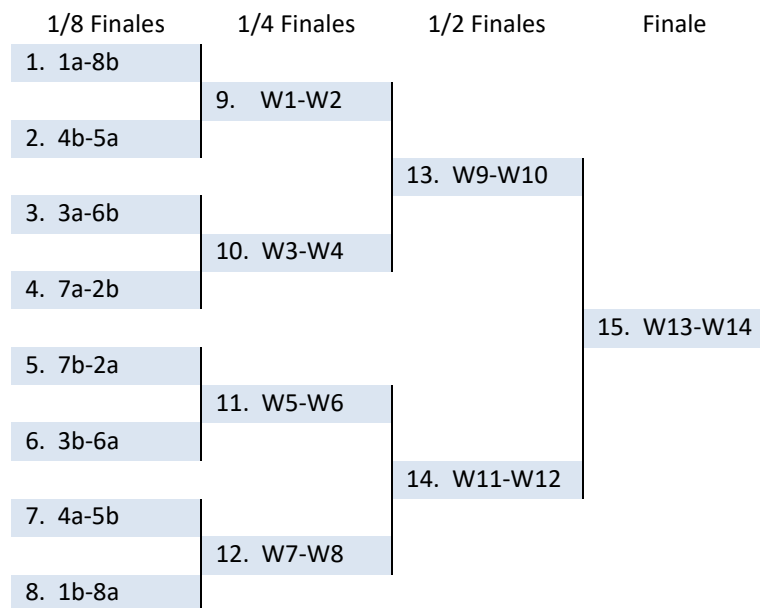 1/8 Finales 1/4 Finales 1/2 Finales Finale
1. 1a-8b
9. W1-W2
2. 4b-5a
13. W9-W10
3. 3a-6b
10. W3-W4
4. 7a-2b
15. W13-W14
5. 7b-2a
11. W5-W6
6. 3b-6a
14. W11-W12
7. 4a-5b
12. W7-W8
8. 1b-8a